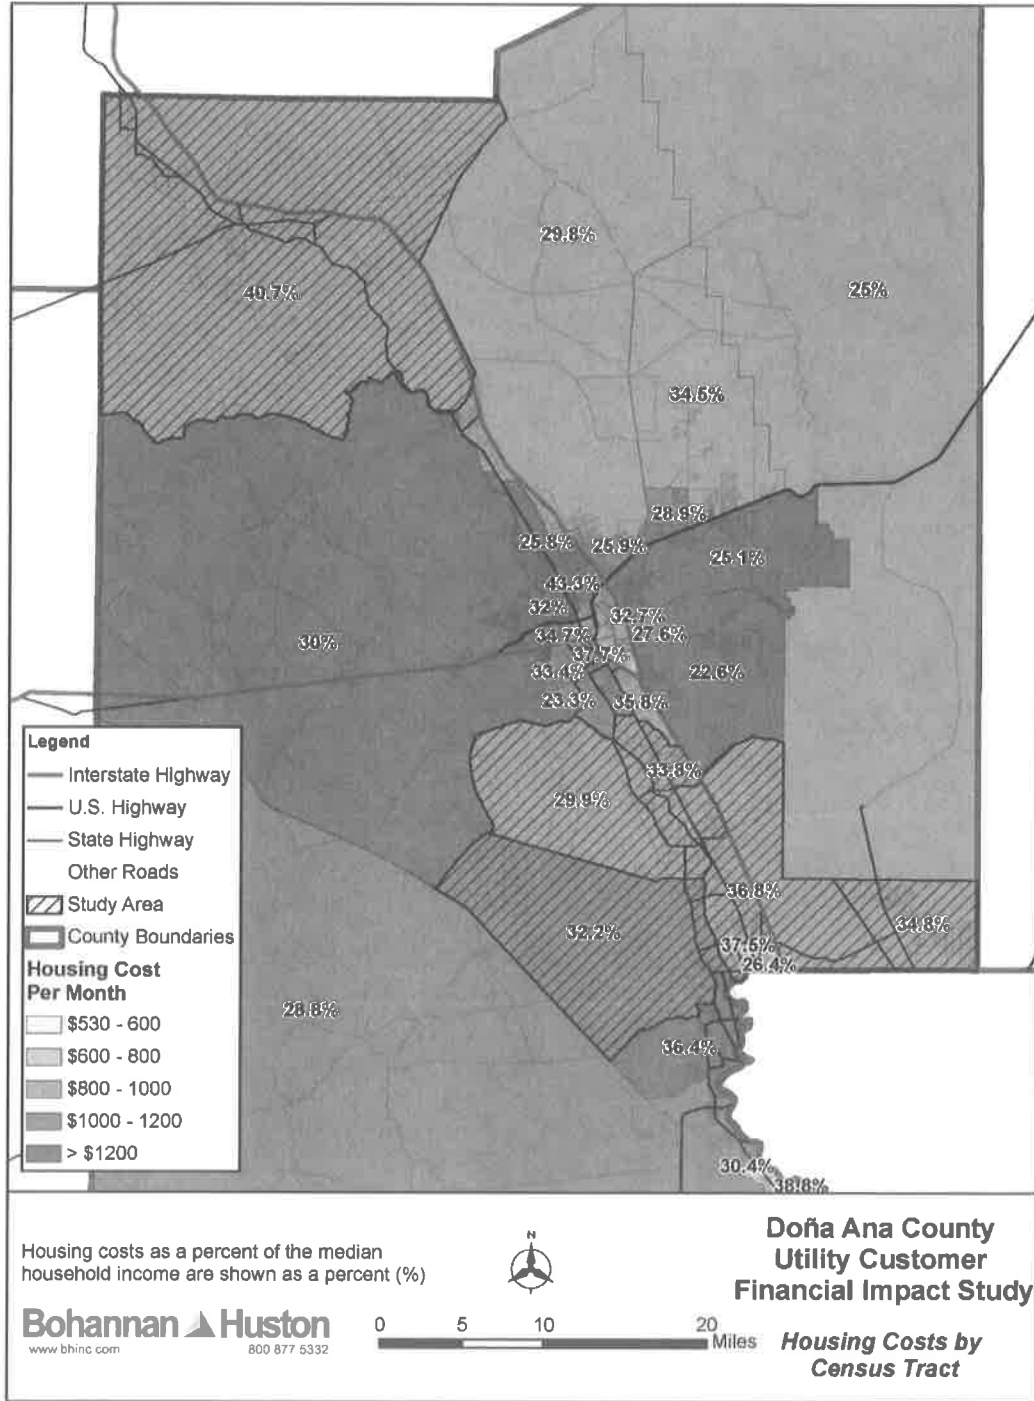 29.8%
25%
40.7%
34.5%
28.9%
25.8%
25.9%
25.1%
43.3%
32%
32.7%
34.7%
27.6%
30%
37.7%
33.4%
22.6%
23.3%
35.8%
33.8%
29.9%
36.8%
34.8%
32.2%
37.5%
26.4%
28.8%
36.4%
30.4%
38.8%
Legend
Interstate Highway
U.S. Highway
State Highway
Other Roads
Study Area
County Boundaries
Housing Cost
Per Month
$530 - 600
$600 - 800
$800 - 1000
$1000 - 1200
> $1200
Housing costs as a percent of the median
household income are shown as a percent (%)
Bohannan Huston
www bhinc com 800 877 5332
N
0 5 10 20
Miles
Doña Ana County
Utility Customer
Financial Impact Study
Housing Costs by
Census Tract